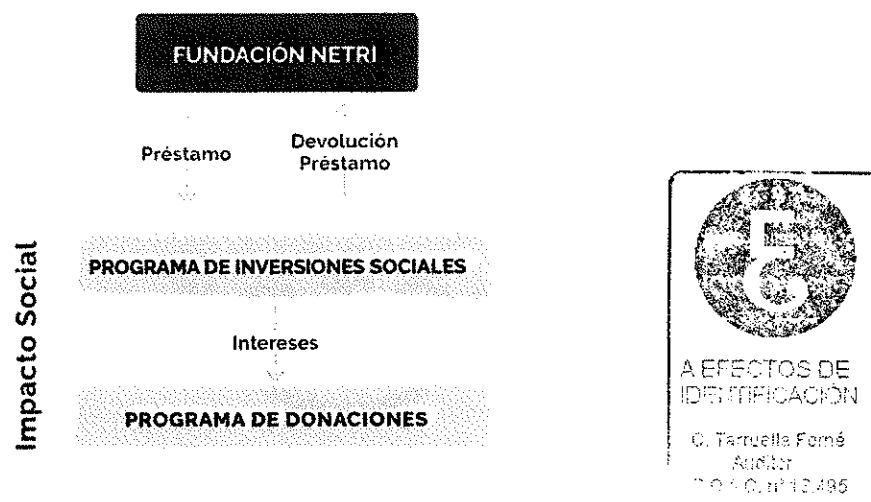 FUNDACIÓN NETRI
Préstamo
Devolución
Préstamo
PROGRAMA DE INVERSIONES SOCIALES
Intereses
PROGRAMA DE DONACIONES
Impacto Social
A EFECTOS DE
IDENTIFICACIÓN
Auditor